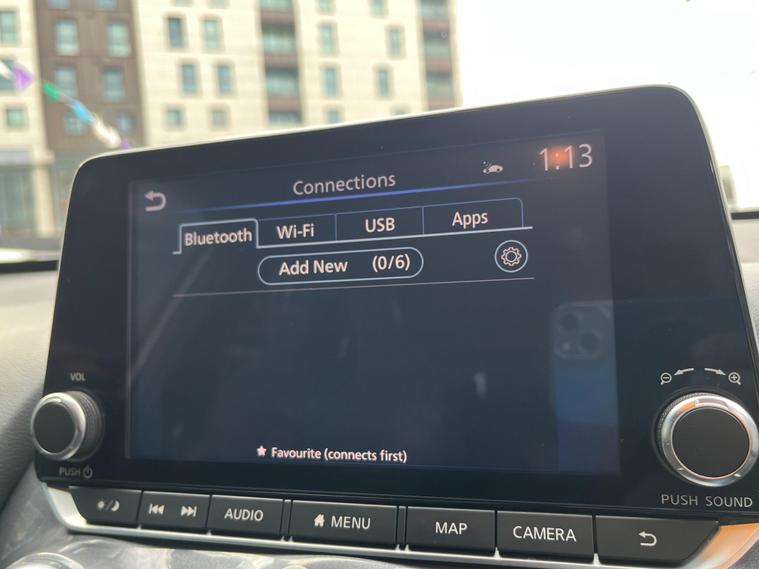 Connections
1:13
Bluetooth Wi-Fi USB Apps
Add New (0/6)
★ Favourite (connects first)
VOL
PUSH
PUSH SOUND
AUDIO MENU MAP CAMERA